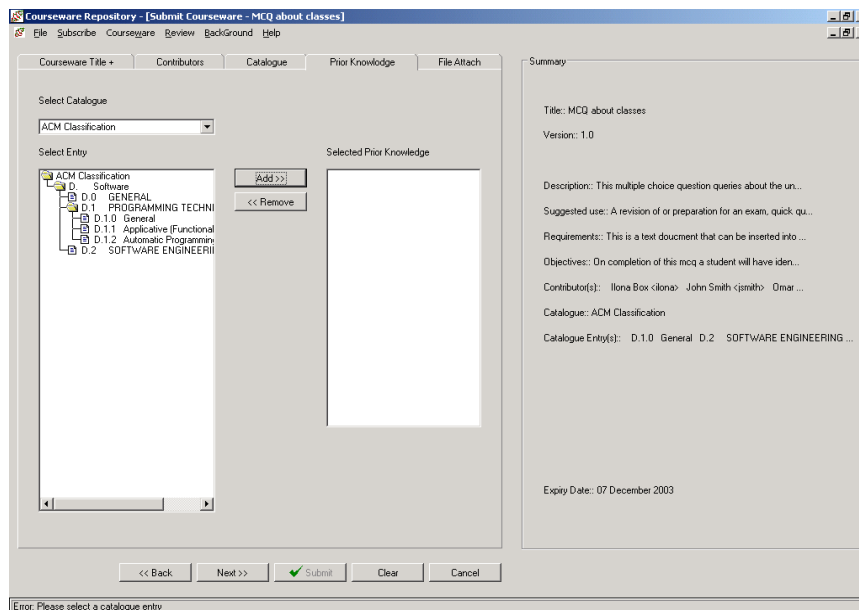 Courseware Repository - [Submit Courseware - MCQ about classes]
File Subscribe Courseware Review BackGround Help
Courseware Title + Contributors Catalogue Prior Knowledge File Attach
Select Catalogue
ACM Classification
Select Entry
ACM Classification
D. Software
D.0 GENERAL
D.1 PROGRAMMING TECHNI
D.1.0 General
D.1.1 Applicative (Functional
D.1.2 Automatic Programming
D.2 SOFTWARE ENGINEERII
Add >>
<< Remove
Selected Prior Knowledge
Summary
Title:: MCQ about classes
Version:: 1.0
Description:: This multiple choice question queries about the un...
Suggested use:: A revision of or preparation for an exam, quick qu...
Requirements:: This is a text doucment that can be inserted into ...
Objectives:: On completion of this mcq a student will have iden...
Contributor(s):: Ilona Box <ilona> John Smith <jsmith> Omar ...
Catalogue:: ACM Classification
Catalogue Entry(s):: D.1.0 General D.2 SOFTWARE ENGINEERING ...
Expiry Date:: 07 December 2003
<< Back Next >> Submit Clear Cancel
Error: Please select a catalogue entry